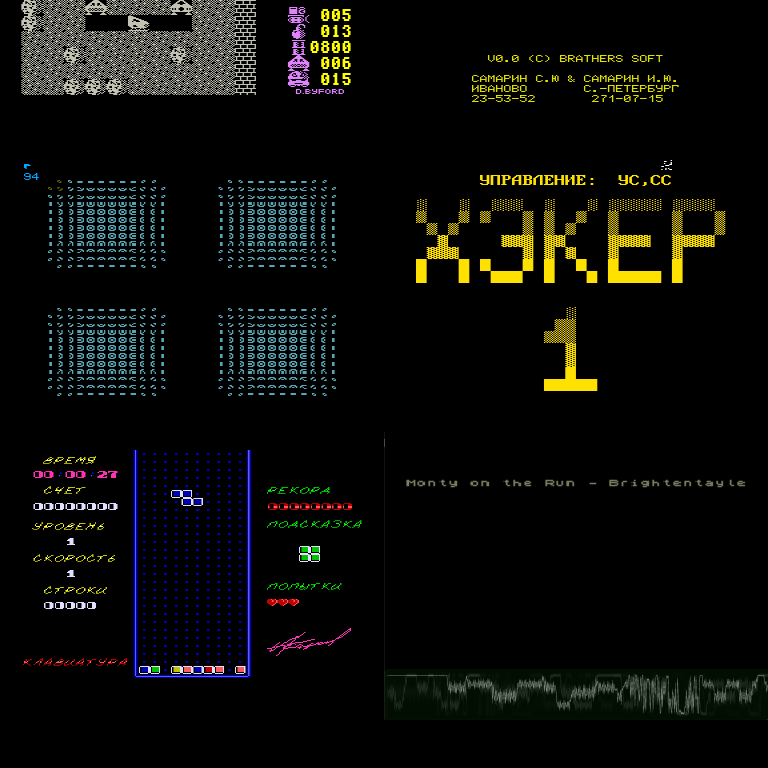 005
013
0800
006
015
D.BYFORD
V0.0 (C) BRATHERS SOFT
САМАРИН С.Ю & САМАРИН И.Ю.
ИВАНОВО С.-ПЕТЕРБУРГ
23-53-52 271-07-15
94
УПРАВЛЕНИЕ: УС,СС
ХЭКЕР
1
ВРЕМЯ
00:00:27
СЧЕТ
00000000
УРОВЕНЬ
1
СКОРОСТЬ
1
СТРОКИ
00000
КЛАВИАТУРА
РЕКОРД
00000000
ПОДСКАЗКА
ПОПЫТКИ
Monty on the Run - Brightentayle